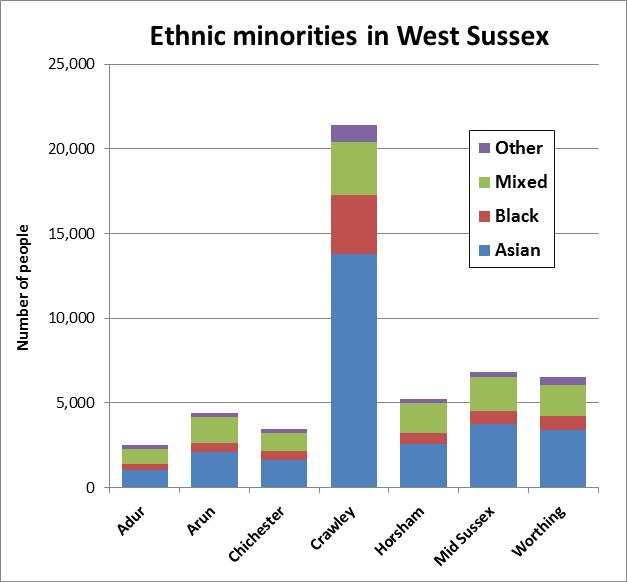 Ethnic minorities in West Sussex
25,000
20,000
15,000
10,000
5,000
0
Number of people
Other
Mixed
Black
Asian
Adur
Arun
Chichester
Crawley
Horsham
Mid Sussex
Worthing